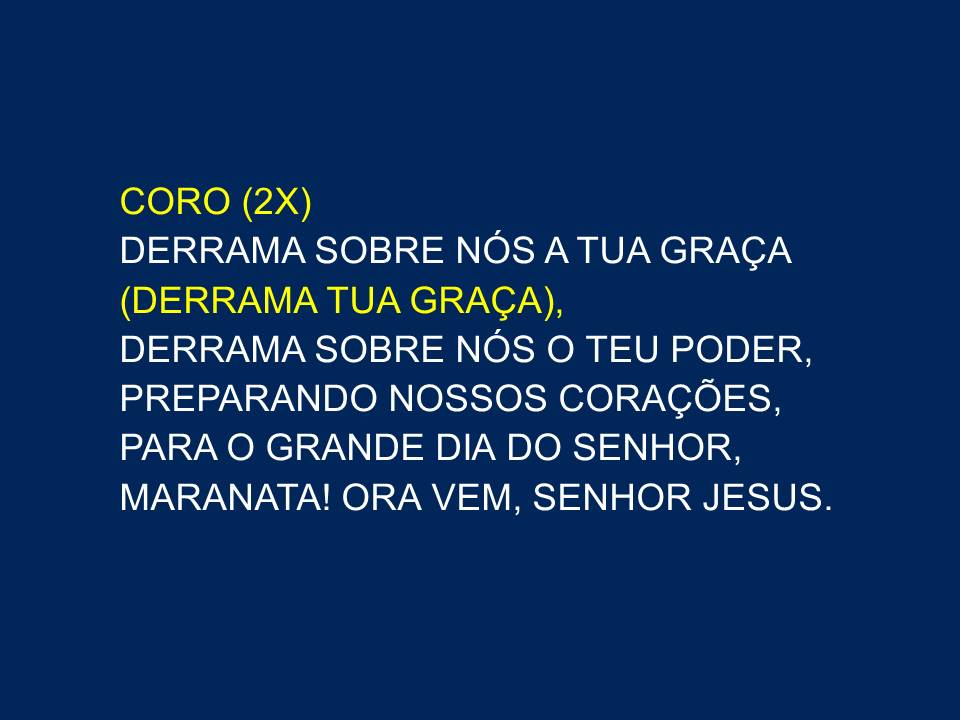 CORO (2X)
DERRAMA SOBRE NÓS A TUA GRAÇA
(DERRAMA TUA GRAÇA),
DERRAMA SOBRE NÓS O TEU PODER,
PREPARANDO NOSSOS CORAÇÕES,
PARA O GRANDE DIA DO SENHOR,
MARANATA! ORA VEM, SENHOR JESUS.